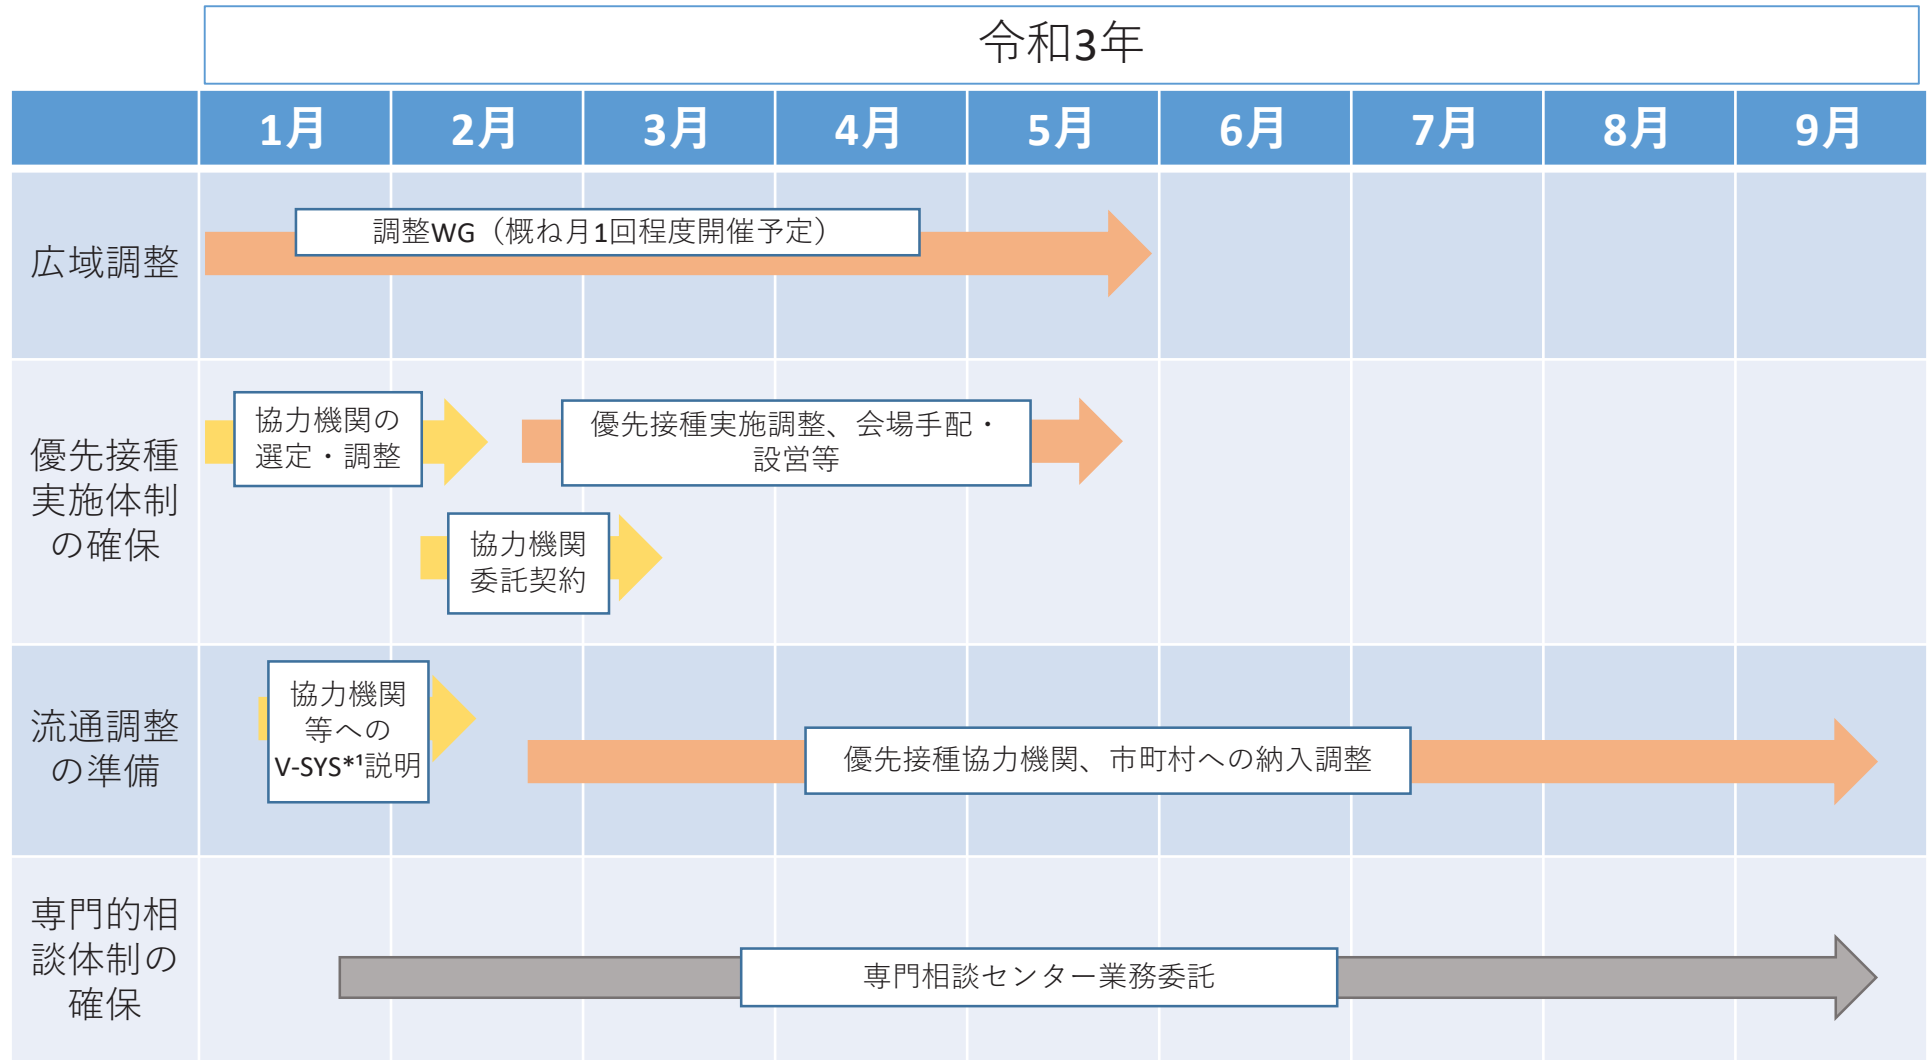 令和3年
1月 2月 3月 4月 5月 6月 7月 8月 9月
広域調整
調整WG（概ね月1回程度開催予定）
優先接種
実施体制
の確保
協力機関の
選定・調整
優先接種実施調整、会場手配・
設営等
協力機関
委託契約
流通調整
の準備
協力機関
等への
V-SYS*¹説明
優先接種協力機関、市町村への納入調整
専門的相
談体制の
確保
専門相談センター業務委託